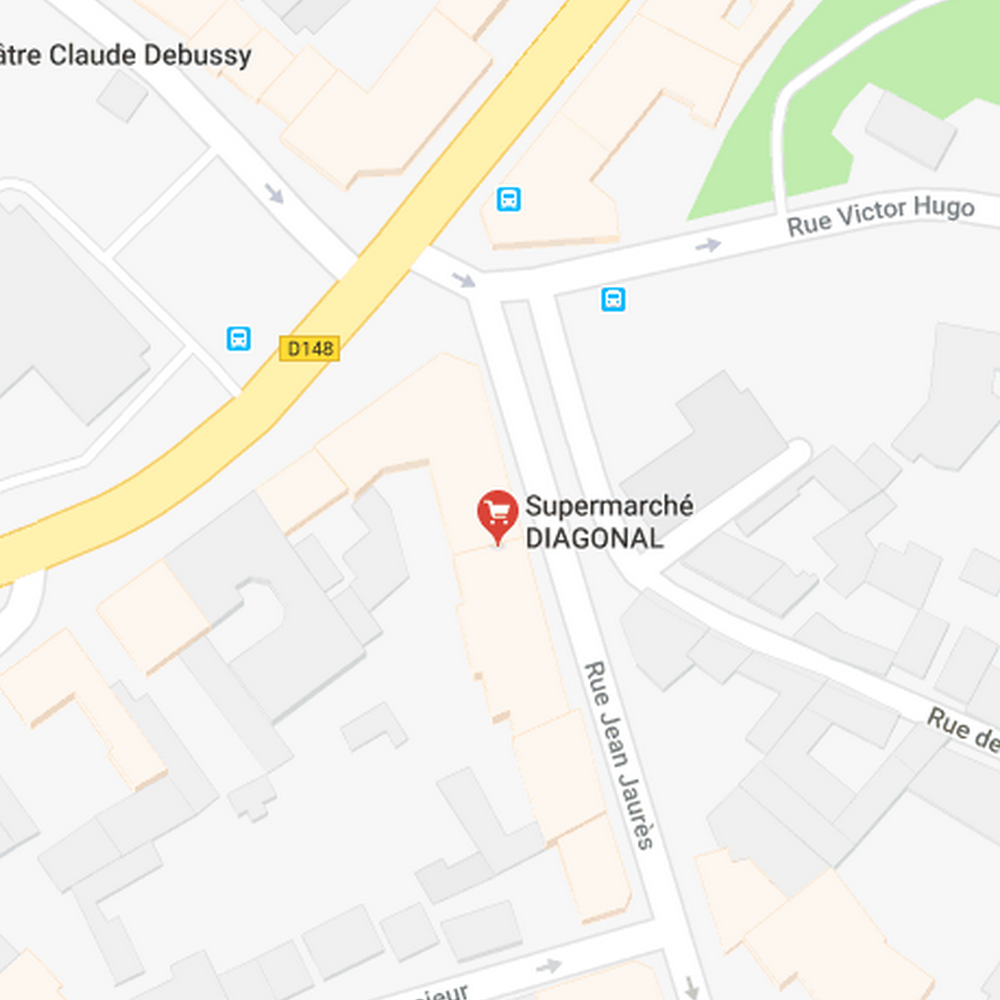 âtre Claude Debussy
Rue Victor Hugo
D148
Supermarché
DIAGONAL
Rue Jean Jaurès
Rue de